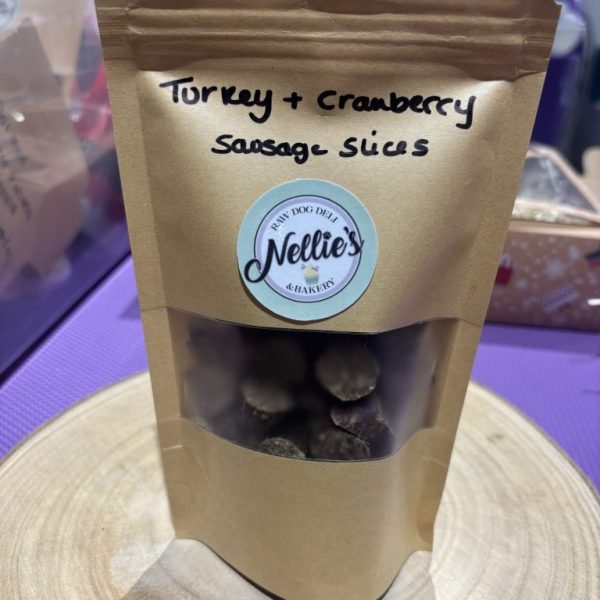 Turkey + Cranberry
Sausage Slices
RAW DOG DELI
Nellie's
& BAKERY